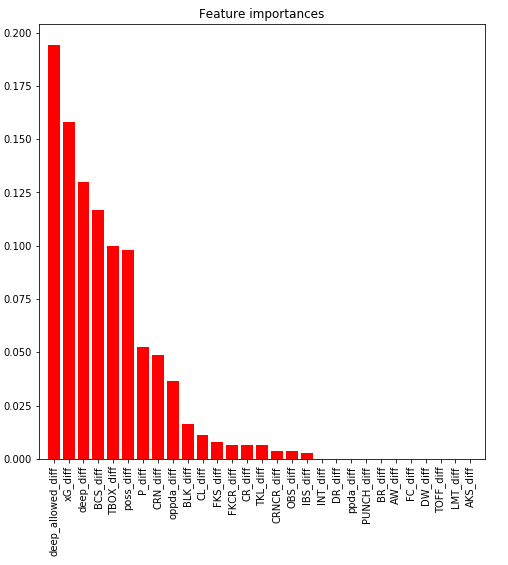 Feature importances
0.200
0.175
0.150
0.125
0.100
0.075
0.050
0.025
0.000
deep_allowed_diff
xG_diff
deep_diff
BCS_diff
TBOX_diff
poss_diff
P_diff
CRN_diff
oppda_diff
BLK_diff
CL_diff
FKS_diff
FKCR_diff
CR_diff
TKL_diff
CRNCR_diff
OBS_diff
IBS_diff
INT_diff
DR_diff
ppda_diff
PUNCH_diff
BR_diff
AW_diff
FC_diff
DW_diff
TOFF_diff
LMT_diff
AKS_diff